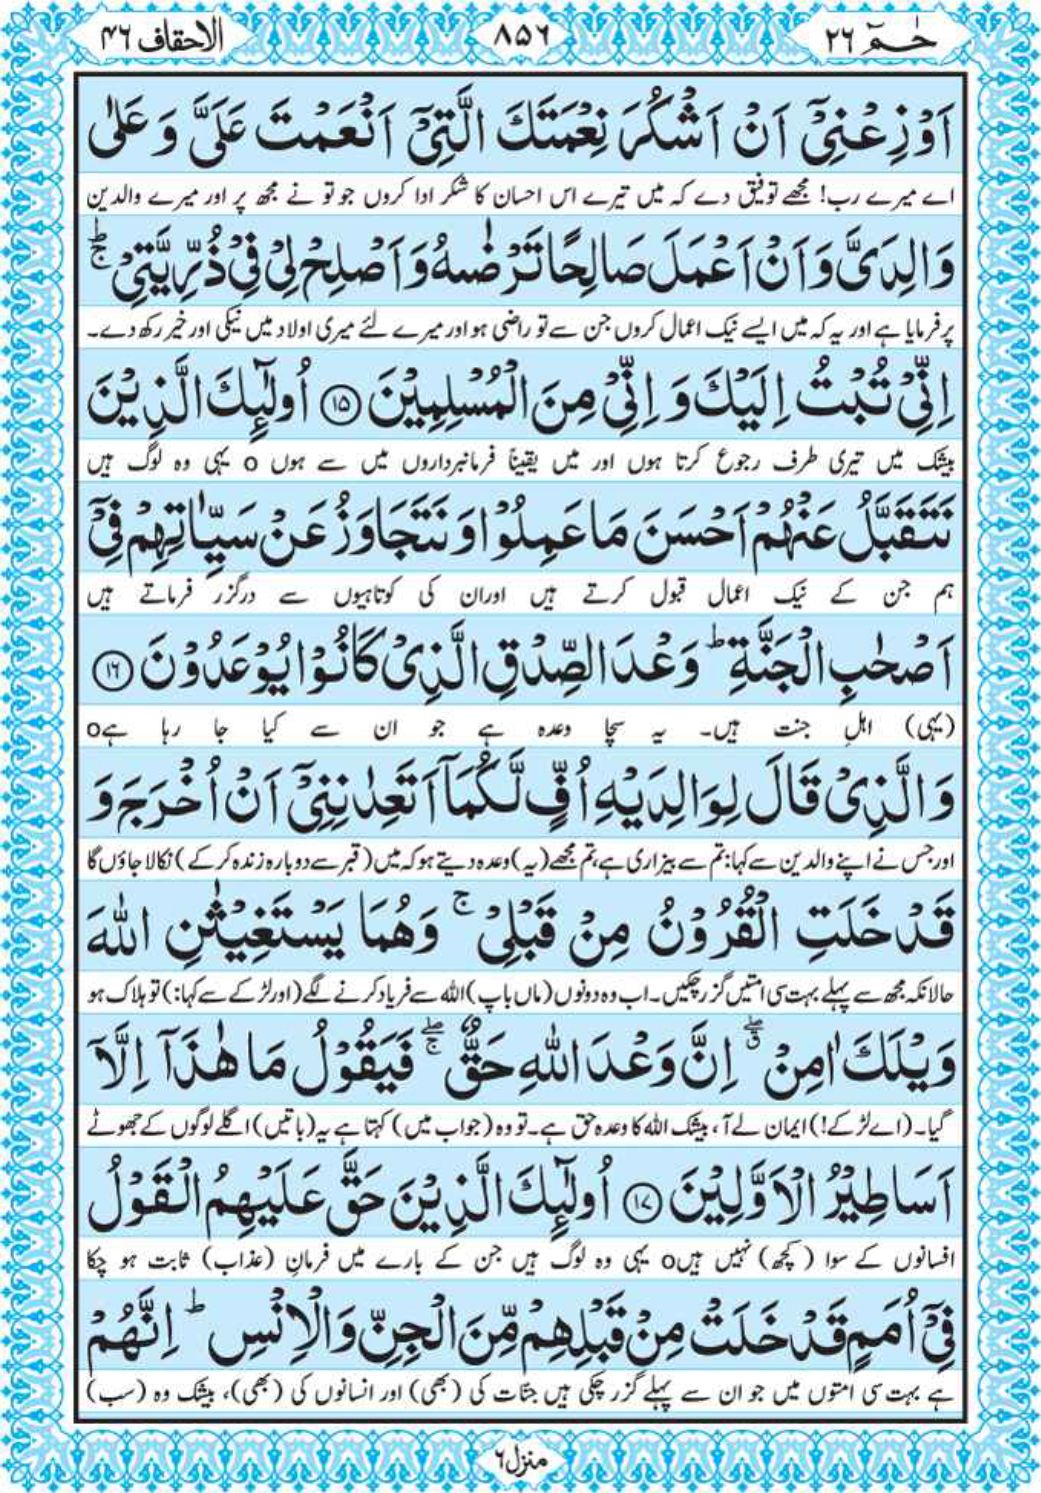 الاحقاف ۴۶ ۸۵۶ حٰـمٓ ۲۶
اَوْزِعْنِیْۤ اَنْ اَشْكُرَ نِعْمَتَكَ الَّتِیْۤ اَنْعَمْتَ عَلَیَّ وَ عَلٰی
اے میرے رب! مجھے توفیق دے کہ میں تیرے اس احسان کا شکر ادا کروں جو تو نے مجھ پر اور میرے والدین
وَالِدَیَّ وَ اَنْ اَعْمَلَ صَالِحًا تَرْضٰىهُ وَ اَصْلِحْ لِیْ فِیْ ذُرِّیَّتِیْ ۚؕ
پر فرمایا ہے اور یہ کہ میں ایسے نیک اعمال کروں جن سے تو راضی ہو اور میرے لئے میری اولاد میں نیکی اور خیر رکھ دے۔
اِنِّیْ تُبْتُ اِلَیْكَ وَ اِنِّیْ مِنَ الْمُسْلِمِیْنَ ﴿۱۵﴾ اُولٰٓىِٕكَ الَّذِیْنَ
بیشک میں تیری طرف رجوع کرتا ہوں اور میں یقیناً فرمانبرداروں میں سے ہوں o یہی وہ لوگ ہیں
نَتَقَبَّلُ عَنْهُمْ اَحْسَنَ مَا عَمِلُوْا وَ نَتَجَاوَزُ عَنْ سَیِّاٰتِهِمْ فِیْۤ
ہم جن کے نیک اعمال قبول کرتے ہیں اوران کی کوتاہیوں سے درگزر فرماتے ہیں
اَصْحٰبِ الْجَنَّةِ ؕ وَعْدَ الصِّدْقِ الَّذِیْ كَانُوْا یُوْعَدُوْنَ ﴿۱۶﴾
(یہی) اہلِ جنت ہیں۔ یہ سچا وعدہ ہے جو ان سے کیا جا رہا ہےo
وَ الَّذِیْ قَالَ لِوَالِدَیْهِ اُفٍّ لَّكُمَاۤ اَتَعِدٰنِنِیْۤ اَنْ اُخْرَجَ وَ
اور جس نے اپنے والدین سے کہا: تم سے بیزاری ہے، تم مجھے (یہ) وعدہ دیتے ہو کہ میں (قبر سے دوبارہ زندہ کر کے) نکالا جاؤں گا
قَدْ خَلَتِ الْقُرُوْنُ مِنْ قَبْلِیْ ۚ وَ هُمَا یَسْتَغِیْثٰنِ اللّٰهَ
حالانکہ مجھ سے پہلے بہت سی امتیں گزر چکیں۔ اب وہ دونوں (ماں باپ) اللہ سے فریاد کرنے لگے (اور لڑکے سے کہا:) تو ہلاک ہو
وَیْلَكَ اٰمِنْ ۖۗ اِنَّ وَعْدَ اللّٰهِ حَقٌّ ۖۚ فَیَقُوْلُ مَا هٰذَاۤ اِلَّاۤ
گیا۔ (اے لڑکے!) ایمان لے آ، بیشک اللہ کا وعدہ حق ہے۔ تو وہ (جواب میں) کہتا ہے یہ (باتیں) اگلے لوگوں کے جھوٹے
اَسَاطِیْرُ الْاَوَّلِیْنَ ﴿۱۷﴾ اُولٰٓىِٕكَ الَّذِیْنَ حَقَّ عَلَیْهِمُ الْقَوْلُ
افسانوں کے سوا (کچھ) نہیں ہیںo یہی وہ لوگ ہیں جن کے بارے میں فرمانِ (عذاب) ثابت ہو چکا
فِیْۤ اُمَمٍ قَدْ خَلَتْ مِنْ قَبْلِهِمْ مِّنَ الْجِنِّ وَ الْاِنْسِ ؕ اِنَّهُمْ
ہے بہت سی امتوں میں جو ان سے پہلے گزر چکی ہیں جنّات کی (بھی) اور انسانوں کی (بھی)، بیشک وہ (سب)
منزل ۶